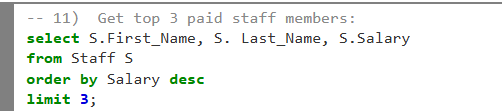 -- 11)  Get top 3 paid staff members:
select S.First_Name, S. Last_Name, S.Salary
from Staff S
order by Salary desc
limit 3;